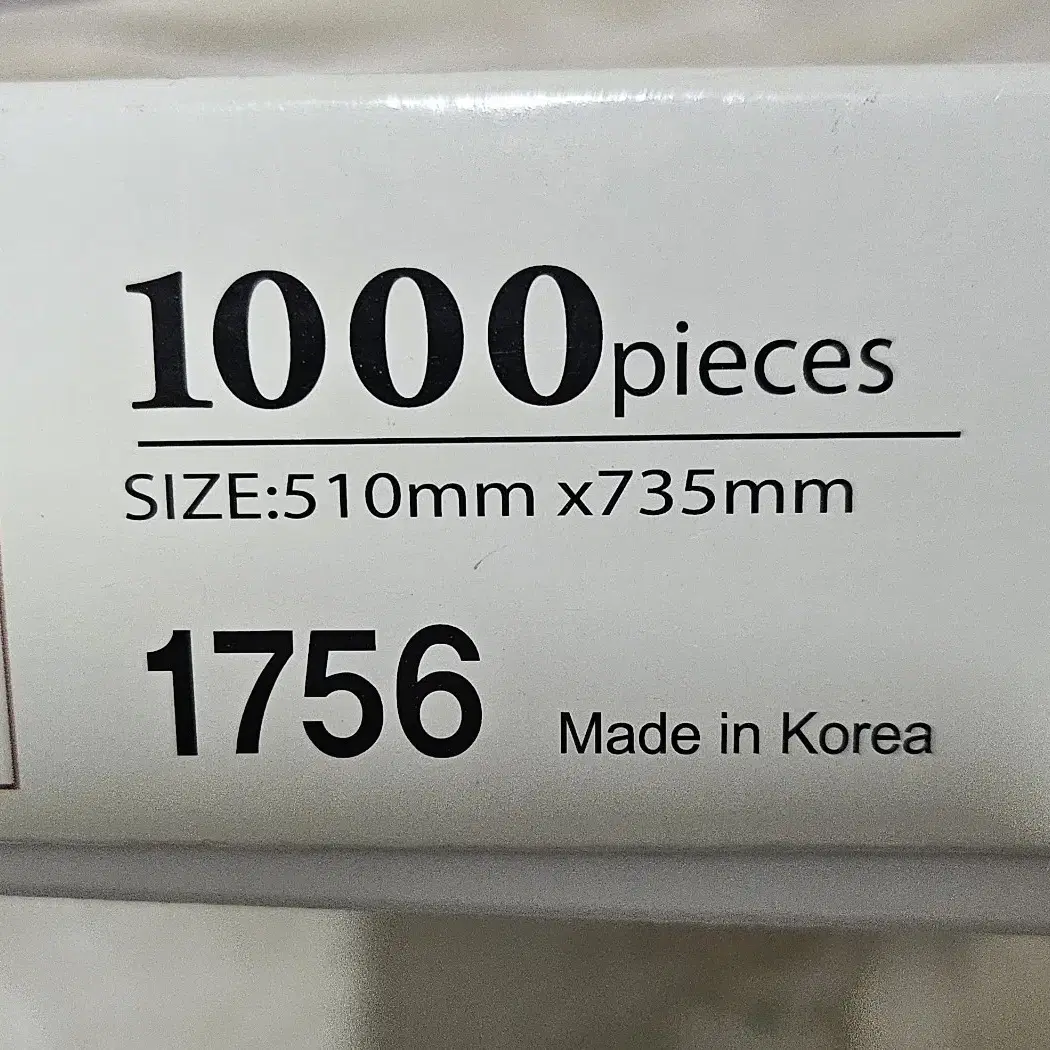 1000pieces
SIZE:510mm x735mm
1756 Made in Korea